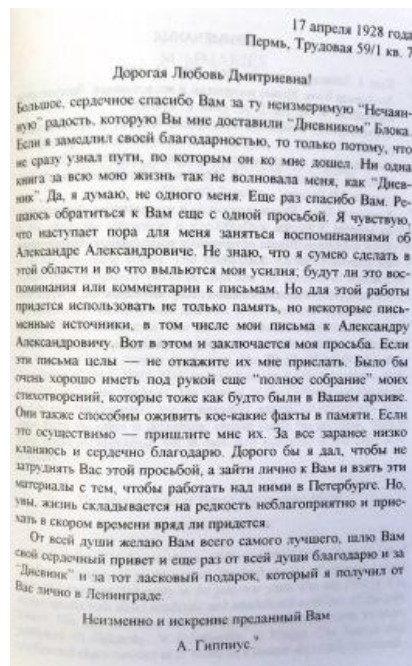 17 апреля 1928 года
Пермь, Трудовая 59/1 кв. 7
Дорогая Любовь Дмитриевна!
Большое, сердечное спасибо Вам за ту неизмеримую "Нечаян-
ную" радость, которую Вы мне доставили "Дневником" Блока.
Если я замедлил своей благодарностью, то только потому, что
не сразу узнал пути, по которым он ко мне дошел. Ни одна
книга за всю мою жизнь так не волновала меня, как "Днев-
ник". Да, я думаю, не одного меня. Еще раз спасибо Вам. Ре-
шаюсь обратиться к Вам еще с одной просьбой. Я чувствую,
что наступает пора для меня заняться воспоминаниями об
Александре Александровиче. Не знаю, что я сумею сделать в
этой области и во что выльются мои усилия; будут ли это вос-
поминания или комментарии к письмам. Но для этой работы
придется использовать не только память, но некоторые пись-
менные источники, в том числе мои письма к Александру
Александровичу. Вот в этом и заключается моя просьба. Если
эти письма целы — не откажите их мне прислать. Было бы
очень хорошо иметь под рукой еще "полное собрание" моих
стихотворений, которые тоже как будто были в Вашем архиве.
Они также способны оживить кое-какие факты в памяти. Если
это осуществимо — пришлите мне их. За все заранее низко
кланяюсь и сердечно благодарю. Дорого бы я дал, чтобы не
затруднять Вас этой просьбой, а зайти лично к Вам и взять эти
материалы с тем, чтобы работать над ними в Петербурге. Но,
увы, жизнь складывается на редкость неблагоприятно и прие-
хать в скором времени вряд ли придется.
От всей души желаю Вам всего самого лучшего, шлю Вам
свой сердечный привет и еще раз от всей души благодарю и за
"Дневник" и за тот ласковый подарок, который я получил от
Вас лично в Ленинграде.
Неизменно и искренне преданный Вам
А. Гиппиус.9